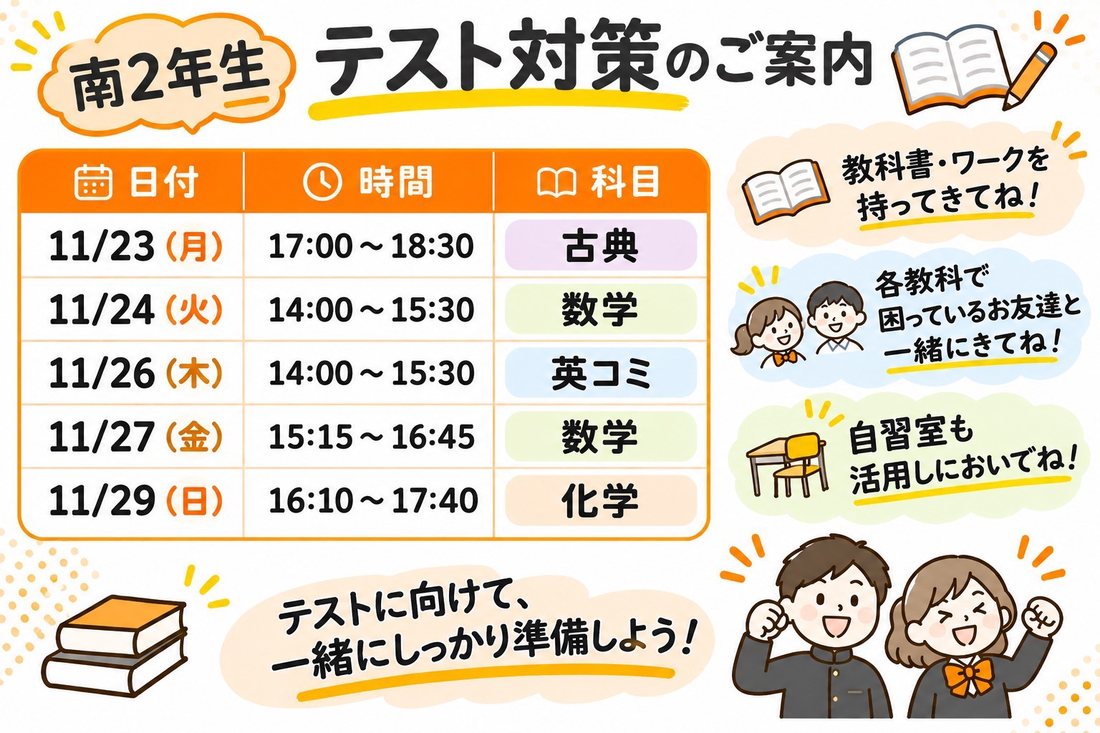 南2年生
テスト対策のご案内
日付 時間 科目
11/23(月) 17:00～18:30 古典
11/24(火) 14:00～15:30 数学
11/26(木) 14:00～15:30 英コミ
11/27(金) 15:15～16:45 数学
11/29(日) 16:10～17:40 化学
教科書・ワークを
持ってきてね！
各教科で
困っているお友達と
一緒にきてね！
自習室も
活用しにおいでね！
テストに向けて、
一緒にしっかり準備しよう！